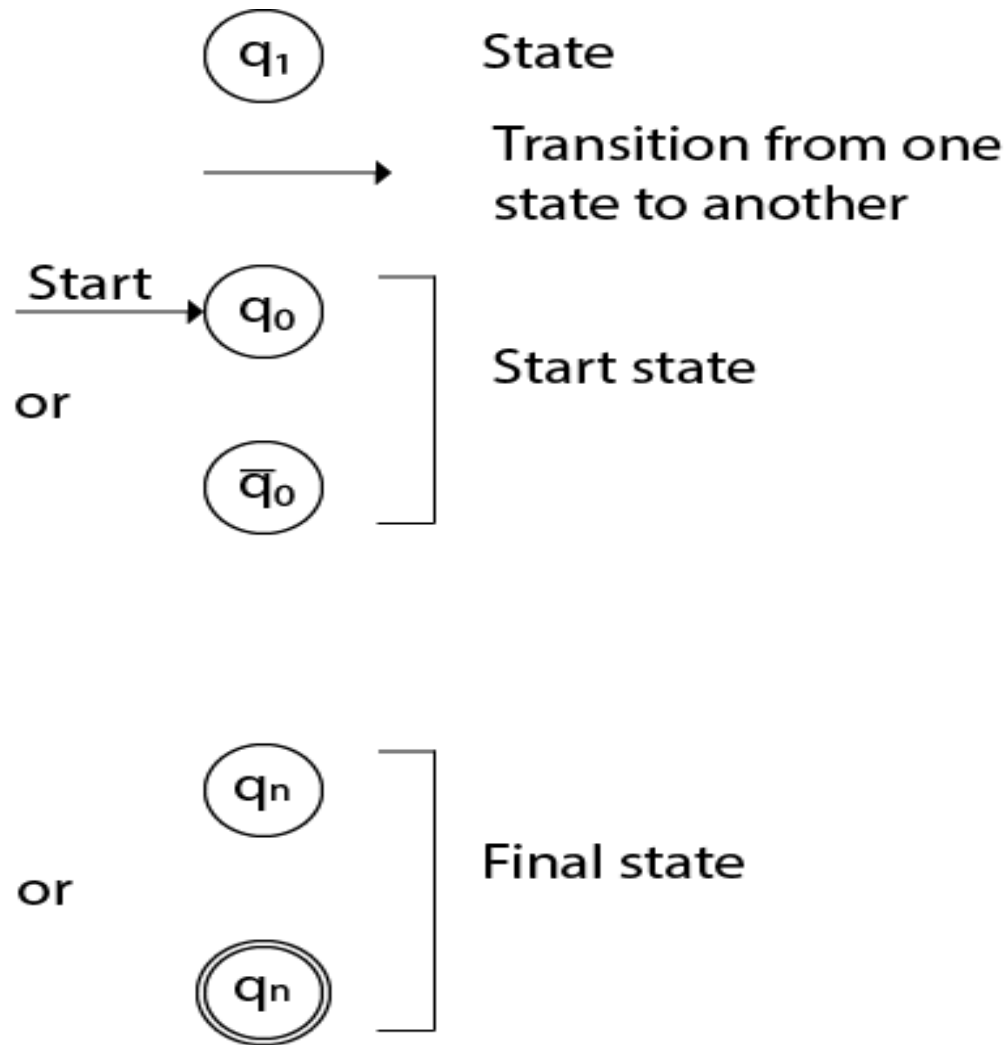 q₁ State
Transition from one
state to another
Start q₀
Start state
or
q̅₀
qn
Final state
or
qn